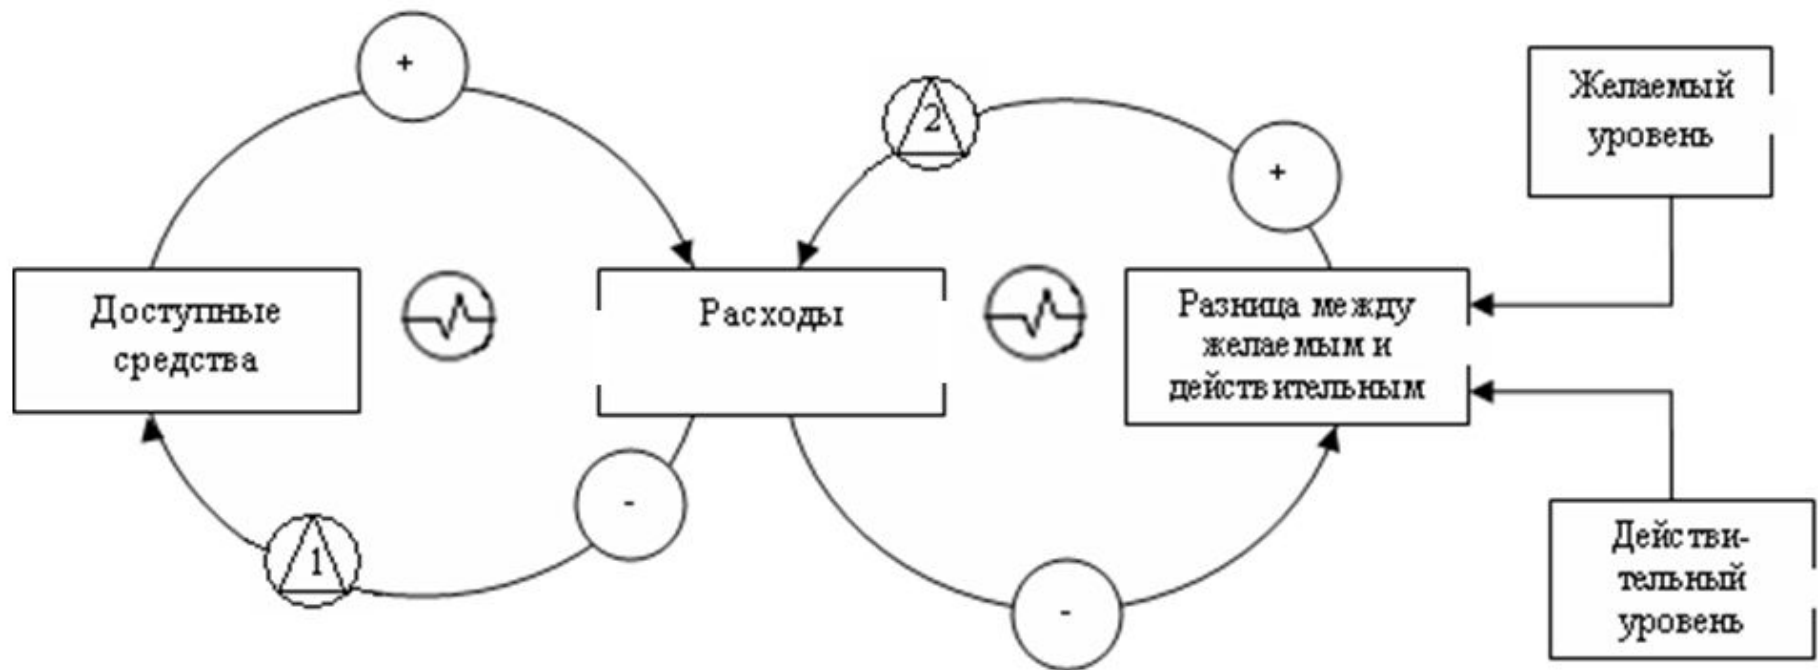 +
2
+
Желаемый
уровень
Доступные
средства
Расходы
Разница между
желаемым и
действительным
1
-
-
Действи-
тельный
уровень